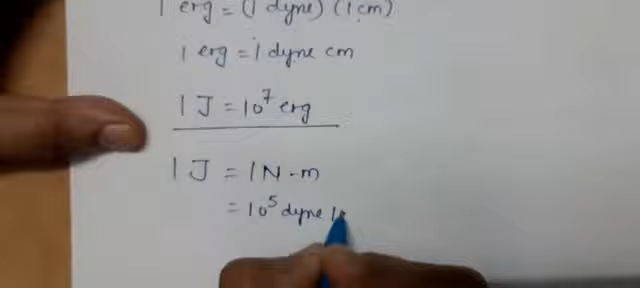 1 erg = (1 dyne) (1 cm)
1 erg = 1 dyne cm
1 J = 10⁷ erg
1 J = 1 N - m
= 10⁵ dyne